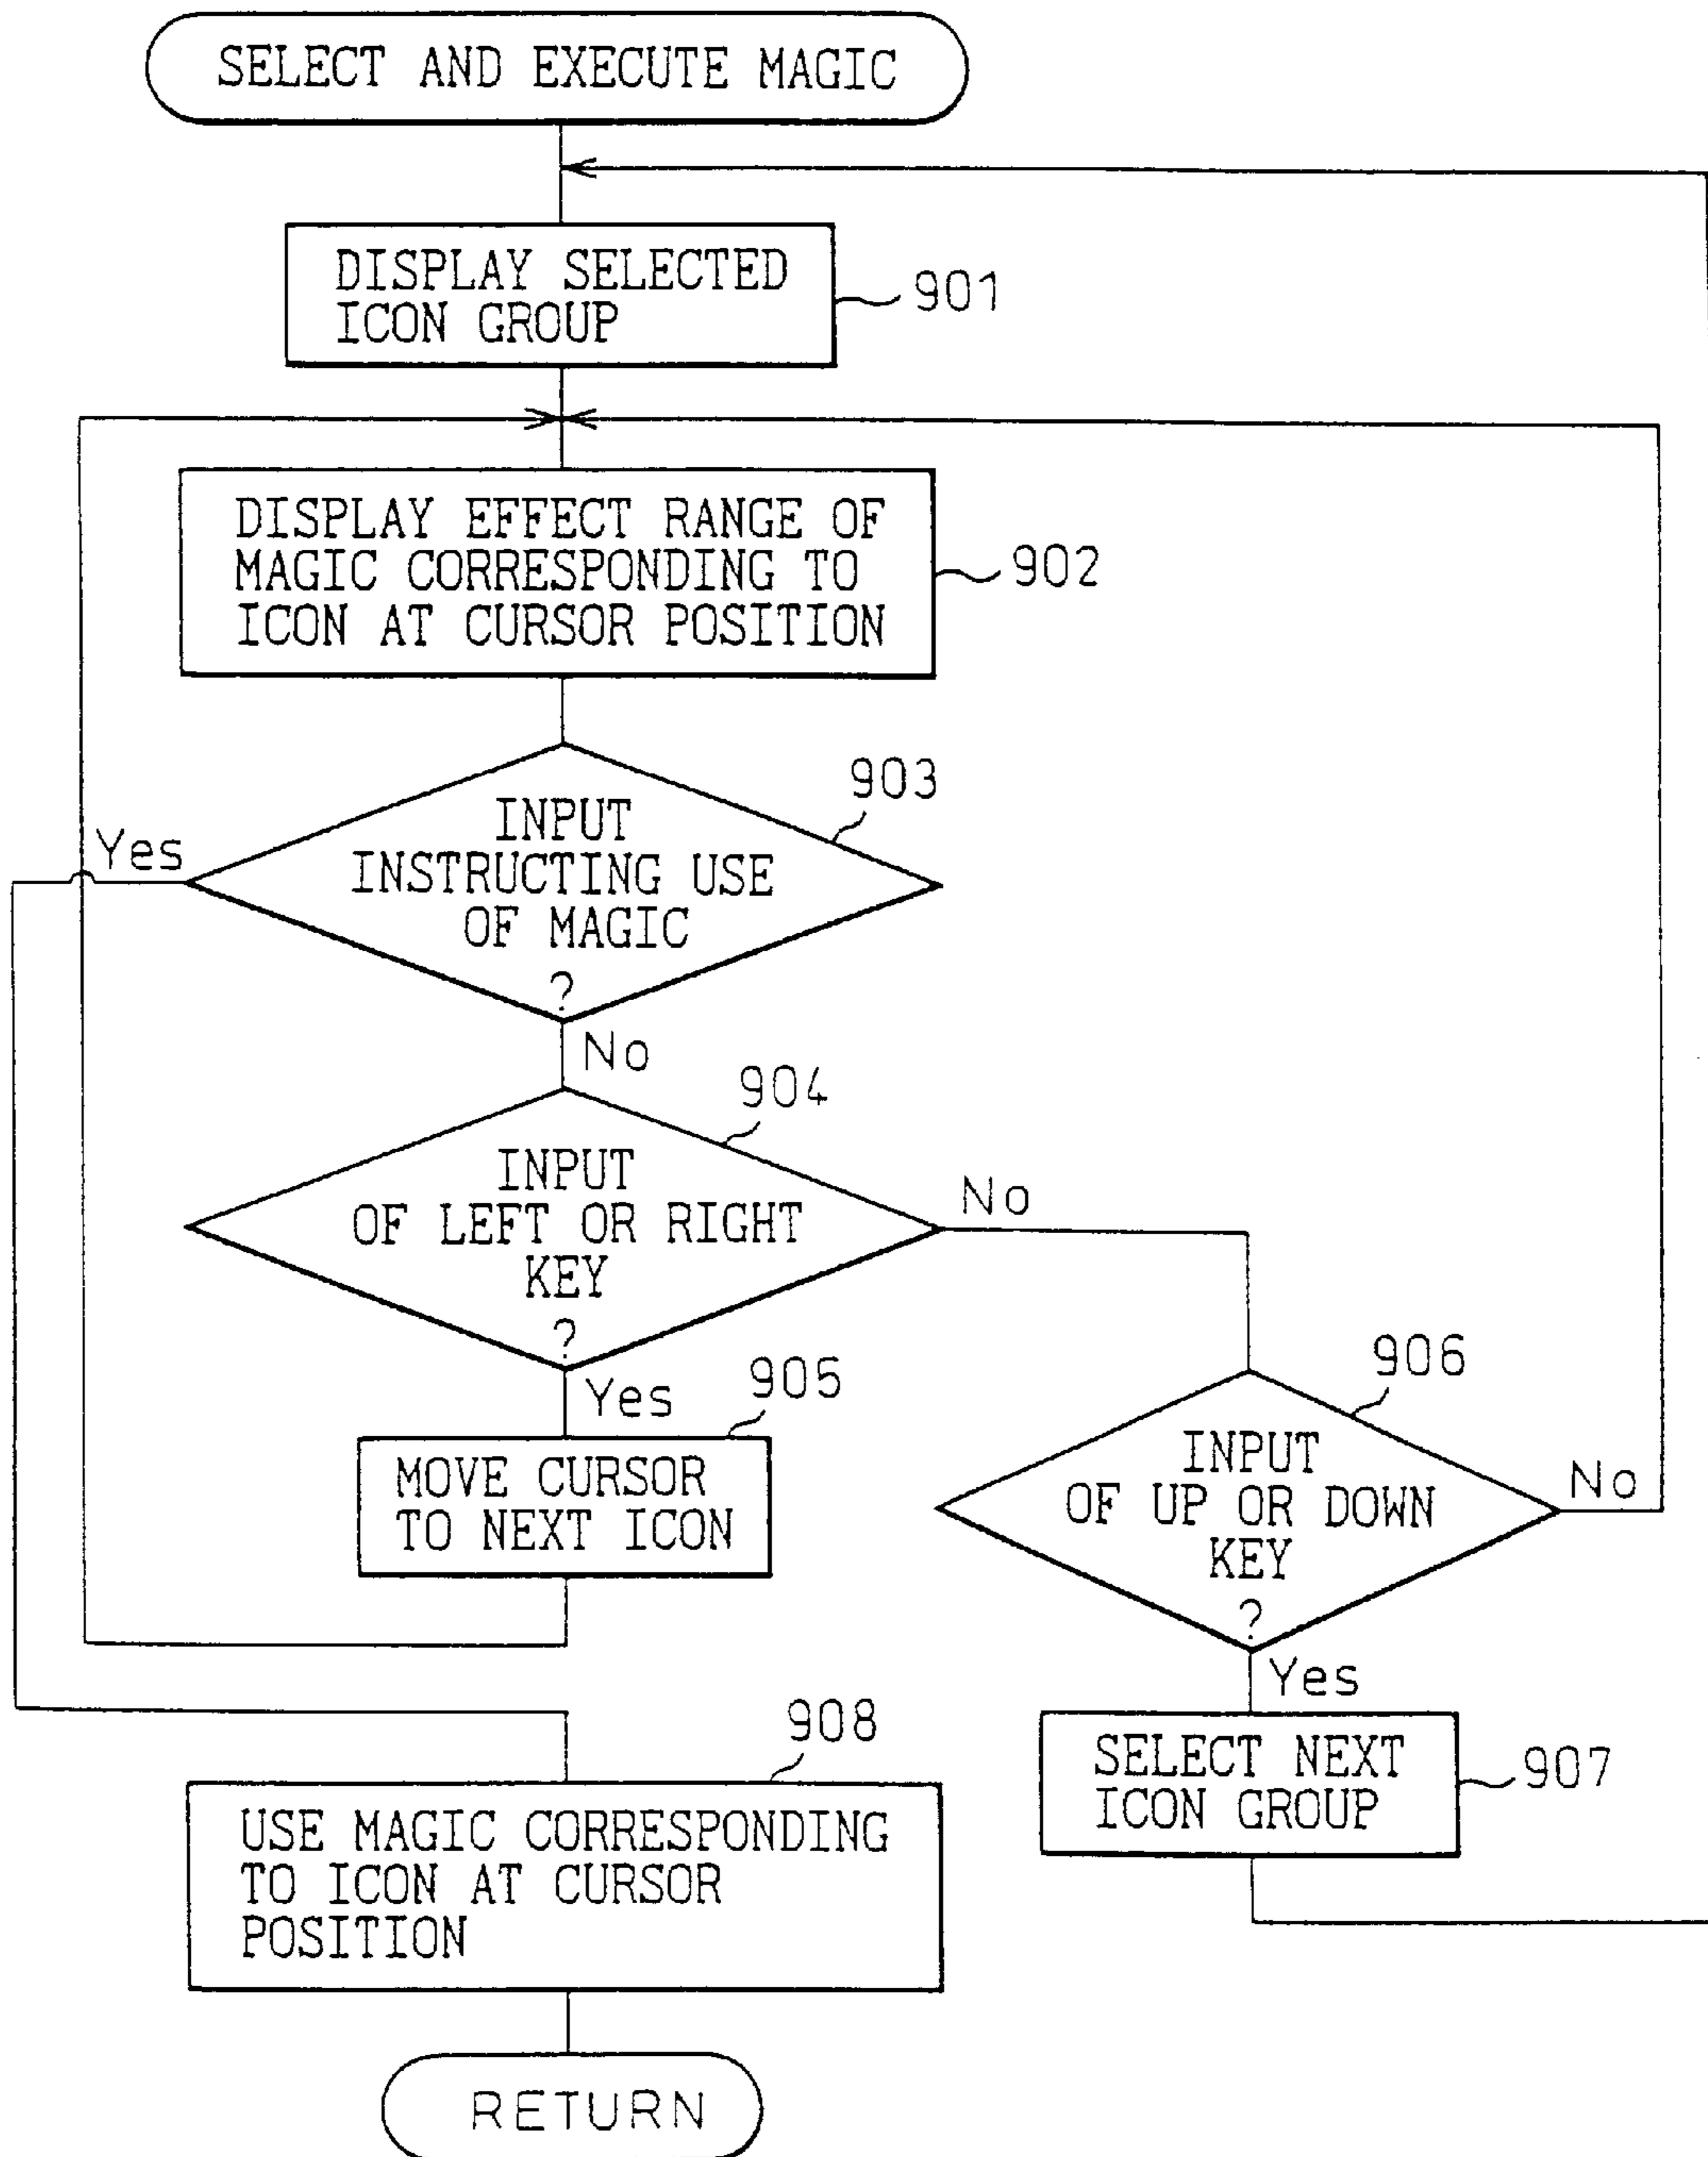 SELECT AND EXECUTE MAGIC
DISPLAY SELECTED
ICON GROUP
901
DISPLAY EFFECT RANGE OF
MAGIC CORRESPONDING TO
ICON AT CURSOR POSITION
902
903
Yes
INPUT
INSTRUCTING USE
OF MAGIC
?
No
904
INPUT
OF LEFT OR RIGHT
KEY
?
No
Yes
905
MOVE CURSOR
TO NEXT ICON
906
INPUT
OF UP OR DOWN
KEY
?
No
Yes
SELECT NEXT
ICON GROUP
907
908
USE MAGIC CORRESPONDING
TO ICON AT CURSOR
POSITION
RETURN